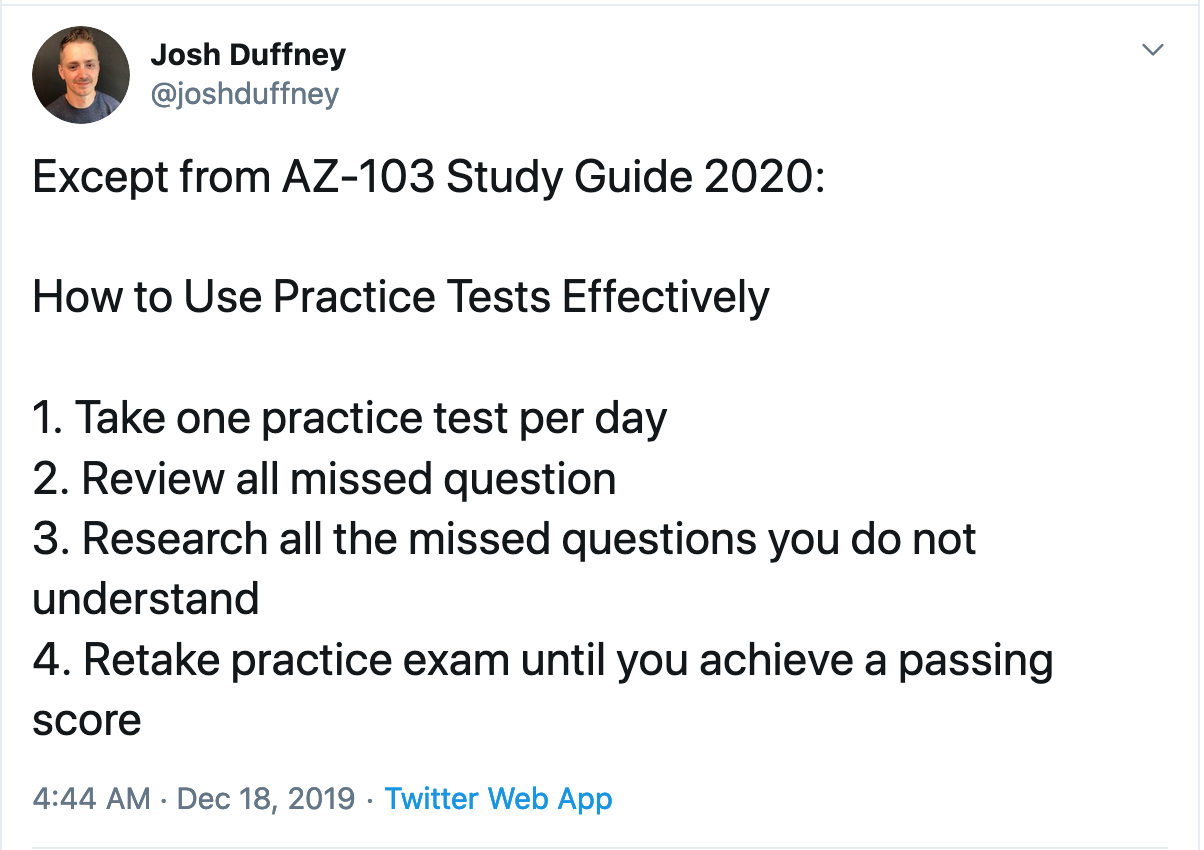 Josh Duffney
@joshduffney
Except from AZ-103 Study Guide 2020:
How to Use Practice Tests Effectively
1. Take one practice test per day
2. Review all missed question
3. Research all the missed questions you do not
understand
4. Retake practice exam until you achieve a passing
score
4:44 AM · Dec 18, 2019 · Twitter Web App